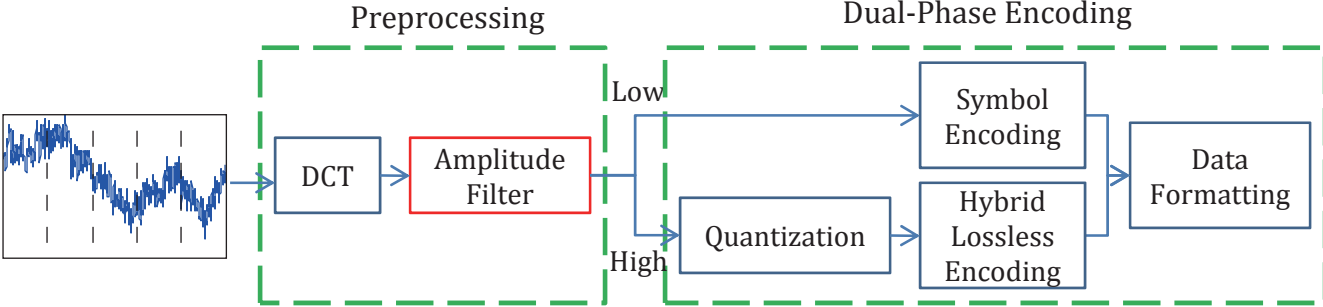 Preprocessing
Dual-Phase Encoding
DCT
Amplitude
Filter
Low
High
Symbol
Encoding
Quantization
Hybrid
Lossless
Encoding
Data
Formatting